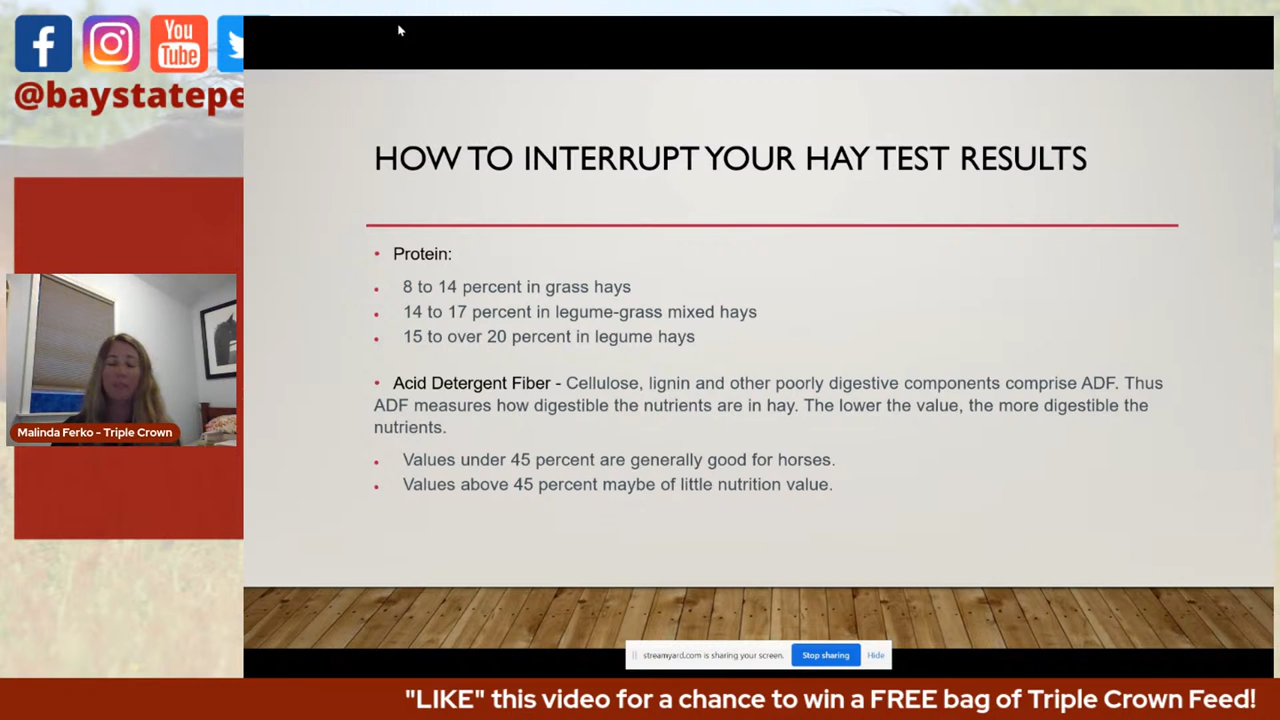 You
Tube
@baystatepe
HOW TO INTERRUPT YOUR HAY TEST RESULTS
• Protein:
• 8 to 14 percent in grass hays
• 14 to 17 percent in legume-grass mixed hays
• 15 to over 20 percent in legume hays
• Acid Detergent Fiber - Cellulose, lignin and other poorly digestive components comprise ADF. Thus
ADF measures how digestible the nutrients are in hay. The lower the value, the more digestible the
nutrients.
• Values under 45 percent are generally good for horses.
• Values above 45 percent maybe of little nutrition value.
Malinda Ferko - Triple Crown
streamyard.com is sharing your screen. Stop sharing Hide
"LIKE" this video for a chance to win a FREE bag of Triple Crown Feed!